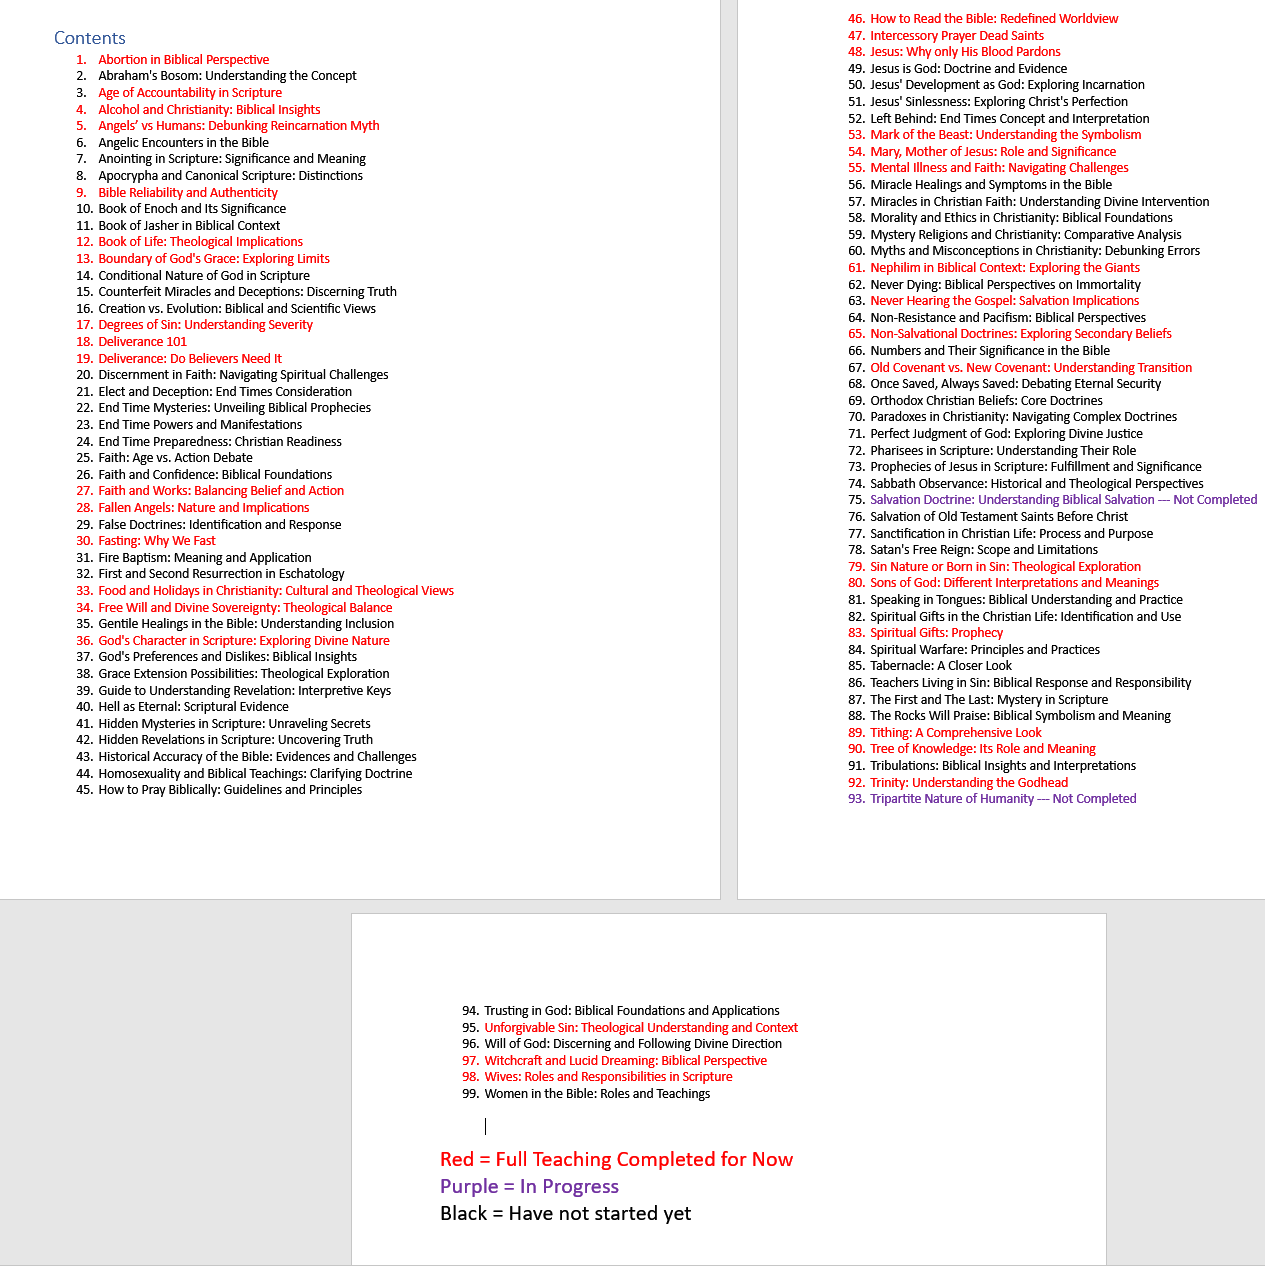 Contents
1. Abortion in Biblical Perspective
2. Abraham's Bosom: Understanding the Concept
3. Age of Accountability in Scripture
4. Alcohol and Christianity: Biblical Insights
5. Angels’ vs Humans: Debunking Reincarnation Myth
6. Angelic Encounters in the Bible
7. Anointing in Scripture: Significance and Meaning
8. Apocrypha and Canonical Scripture: Distinctions
9. Bible Reliability and Authenticity
10. Book of Enoch and Its Significance
11. Book of Jasher in Biblical Context
12. Book of Life: Theological Implications
13. Boundary of God's Grace: Exploring Limits
14. Conditional Nature of God in Scripture
15. Counterfeit Miracles and Deceptions: Discerning Truth
16. Creation vs. Evolution: Biblical and Scientific Views
17. Degrees of Sin: Understanding Severity
18. Deliverance 101
19. Deliverance: Do Believers Need It
20. Discernment in Faith: Navigating Spiritual Challenges
21. Elect and Deception: End Times Consideration
22. End Time Mysteries: Unveiling Biblical Prophecies
23. End Time Powers and Manifestations
24. End Time Preparedness: Christian Readiness
25. Faith: Age vs. Action Debate
26. Faith and Confidence: Biblical Foundations
27. Faith and Works: Balancing Belief and Action
28. Fallen Angels: Nature and Implications
29. False Doctrines: Identification and Response
30. Fasting: Why We Fast
31. Fire Baptism: Meaning and Application
32. First and Second Resurrection in Eschatology
33. Food and Holidays in Christianity: Cultural and Theological Views
34. Free Will and Divine Sovereignty: Theological Balance
35. Gentile Healings in the Bible: Understanding Inclusion
36. God's Character in Scripture: Exploring Divine Nature
37. God's Preferences and Dislikes: Biblical Insights
38. Grace Extension Possibilities: Theological Exploration
39. Guide to Understanding Revelation: Interpretive Keys
40. Hell as Eternal: Scriptural Evidence
41. Hidden Mysteries in Scripture: Unraveling Secrets
42. Hidden Revelations in Scripture: Uncovering Truth
43. Historical Accuracy of the Bible: Evidences and Challenges
44. Homosexuality and Biblical Teachings: Clarifying Doctrine
45. How to Pray Biblically: Guidelines and Principles
46. How to Read the Bible: Redefined Worldview
47. Intercessory Prayer Dead Saints
48. Jesus: Why only His Blood Pardons
49. Jesus is God: Doctrine and Evidence
50. Jesus' Development as God: Exploring Incarnation
51. Jesus' Sinlessness: Exploring Christ's Perfection
52. Left Behind: End Times Concept and Interpretation
53. Mark of the Beast: Understanding the Symbolism
54. Mary, Mother of Jesus: Role and Significance
55. Mental Illness and Faith: Navigating Challenges
56. Miracle Healings and Symptoms in the Bible
57. Miracles in Christian Faith: Understanding Divine Intervention
58. Morality and Ethics in Christianity: Biblical Foundations
59. Mystery Religions and Christianity: Comparative Analysis
60. Myths and Misconceptions in Christianity: Debunking Errors
61. Nephilim in Biblical Context: Exploring the Giants
62. Never Dying: Biblical Perspectives on Immortality
63. Never Hearing the Gospel: Salvation Implications
64. Non-Resistance and Pacifism: Biblical Perspectives
65. Non-Salvational Doctrines: Exploring Secondary Beliefs
66. Numbers and Their Significance in the Bible
67. Old Covenant vs. New Covenant: Understanding Transition
68. Once Saved, Always Saved: Debating Eternal Security
69. Orthodox Christian Beliefs: Core Doctrines
70. Paradoxes in Christianity: Navigating Complex Doctrines
71. Perfect Judgment of God: Exploring Divine Justice
72. Pharisees in Scripture: Understanding Their Role
73. Prophecies of Jesus in Scripture: Fulfillment and Significance
74. Sabbath Observance: Historical and Theological Perspectives
75. Salvation Doctrine: Understanding Biblical Salvation --- Not Completed
76. Salvation of Old Testament Saints Before Christ
77. Sanctification in Christian Life: Process and Purpose
78. Satan's Free Reign: Scope and Limitations
79. Sin Nature or Born in Sin: Theological Exploration
80. Sons of God: Different Interpretations and Meanings
81. Speaking in Tongues: Biblical Understanding and Practice
82. Spiritual Gifts in the Christian Life: Identification and Use
83. Spiritual Gifts: Prophecy
84. Spiritual Warfare: Principles and Practices
85. Tabernacle: A Closer Look
86. Teachers Living in Sin: Biblical Response and Responsibility
87. The First and The Last: Mystery in Scripture
88. The Rocks Will Praise: Biblical Symbolism and Meaning
89. Tithing: A Comprehensive Look
90. Tree of Knowledge: Its Role and Meaning
91. Tribulations: Biblical Insights and Interpretations
92. Trinity: Understanding the Godhead
93. Tripartite Nature of Humanity --- Not Completed
94. Trusting in God: Biblical Foundations and Applications
95. Unforgivable Sin: Theological Understanding and Context
96. Will of God: Discerning and Following Divine Direction
97. Witchcraft and Lucid Dreaming: Biblical Perspective
98. Wives: Roles and Responsibilities in Scripture
99. Women in the Bible: Roles and Teachings
Red = Full Teaching Completed for Now
Purple = In Progress
Black = Have not started yet